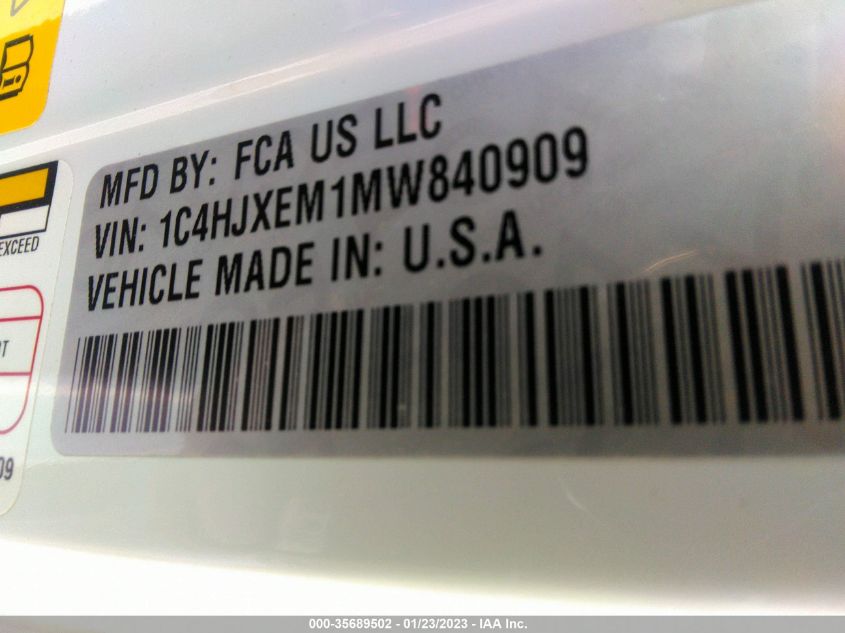 MFD BY: FCA US LLC
VIN: 1C4HJXEM1MW840909
VEHICLE MADE IN: U.S.A.
EXCEED
09
000-35689502 - 01/23/2023 - IAA Inc.